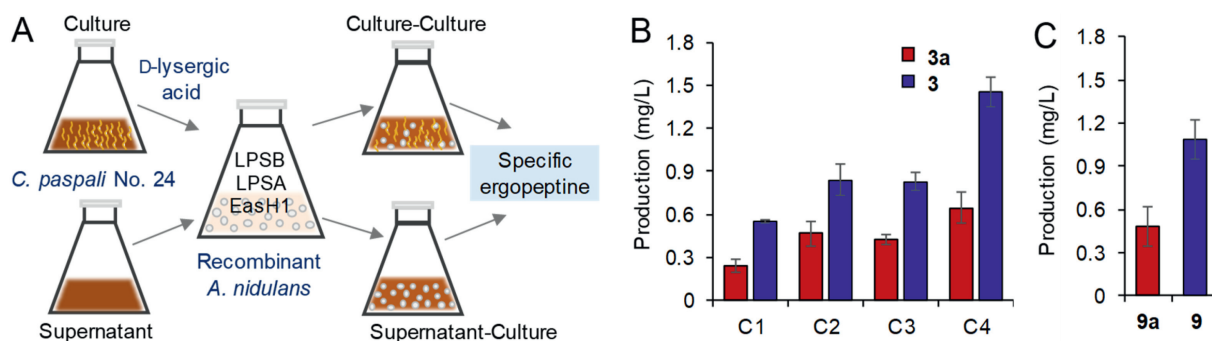 A
Culture
Culture-Culture
D-lysergic
acid
LPSB
LPSA
EasH1
Specific
ergopeptine
C. paspali No. 24
Recombinant
A. nidulans
Supernatant
Supernatant-Culture
B
Production (mg/L)
1.8
1.5
1.2
0.9
0.6
0.3
0
3a
3
C1
C2
C3
C4
C
Production (mg/L)
1.8
1.5
1.2
0.9
0.6
0.3
0
9a
9